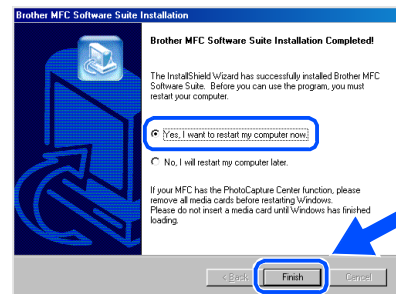 Brother MFC Software Suite Installation
Brother MFC Software Suite Installation Completed!
The InstallShield Wizard has successfully installed Brother MFC
Software Suite. Before you can use the program, you must
restart your computer.
Yes, I want to restart my computer now.
No, I will restart my computer later.
If your MFC has the PhotoCapture Center function, please
remove all media cards before restarting Windows.
Please do not insert a media card until Windows has finished
loading.
< Back Finish Cancel